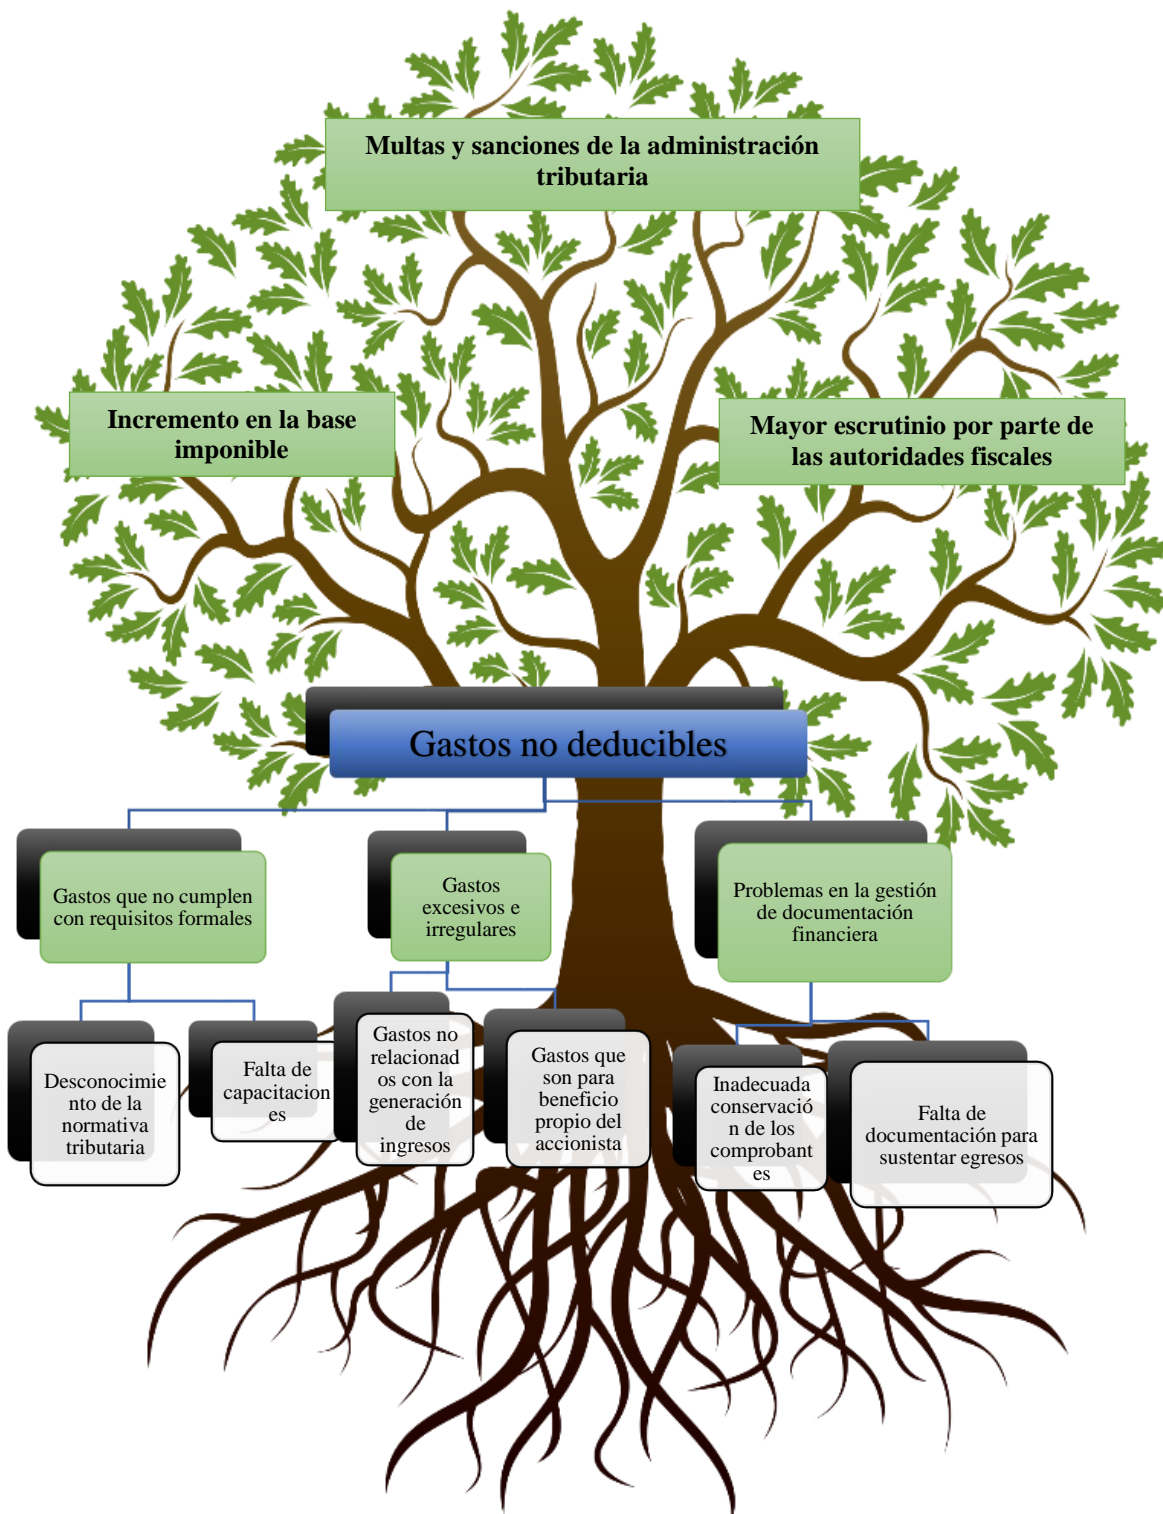 Multas y sanciones de la administración
tributaria
Incremento en la base
imponible
Mayor escrutinio por parte de
las autoridades fiscales
Gastos no deducibles
Gastos que no cumplen
con requisitos formales
Gastos
excesivos e
irregulares
Problemas en la gestión
de documentación
financiera
Desconocimie
nto de la
normativa
tributaria
Falta de
capacitacion
es
Gastos no
relacionad
os con la
generación
de
ingresos
Gastos que
son para
beneficio
propio del
accionista
Inadecuada
conservació
n de los
comprobant
es
Falta de
documentación para
sustentar egresos